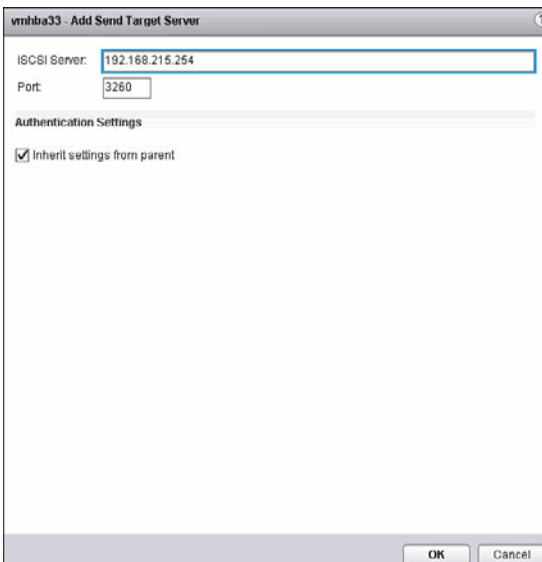 vmhba33 - Add Send Target Server
iSCSI Server: 192.168.215.254
Port: 3260
Authentication Settings
Inherit settings from parent
OK Cancel